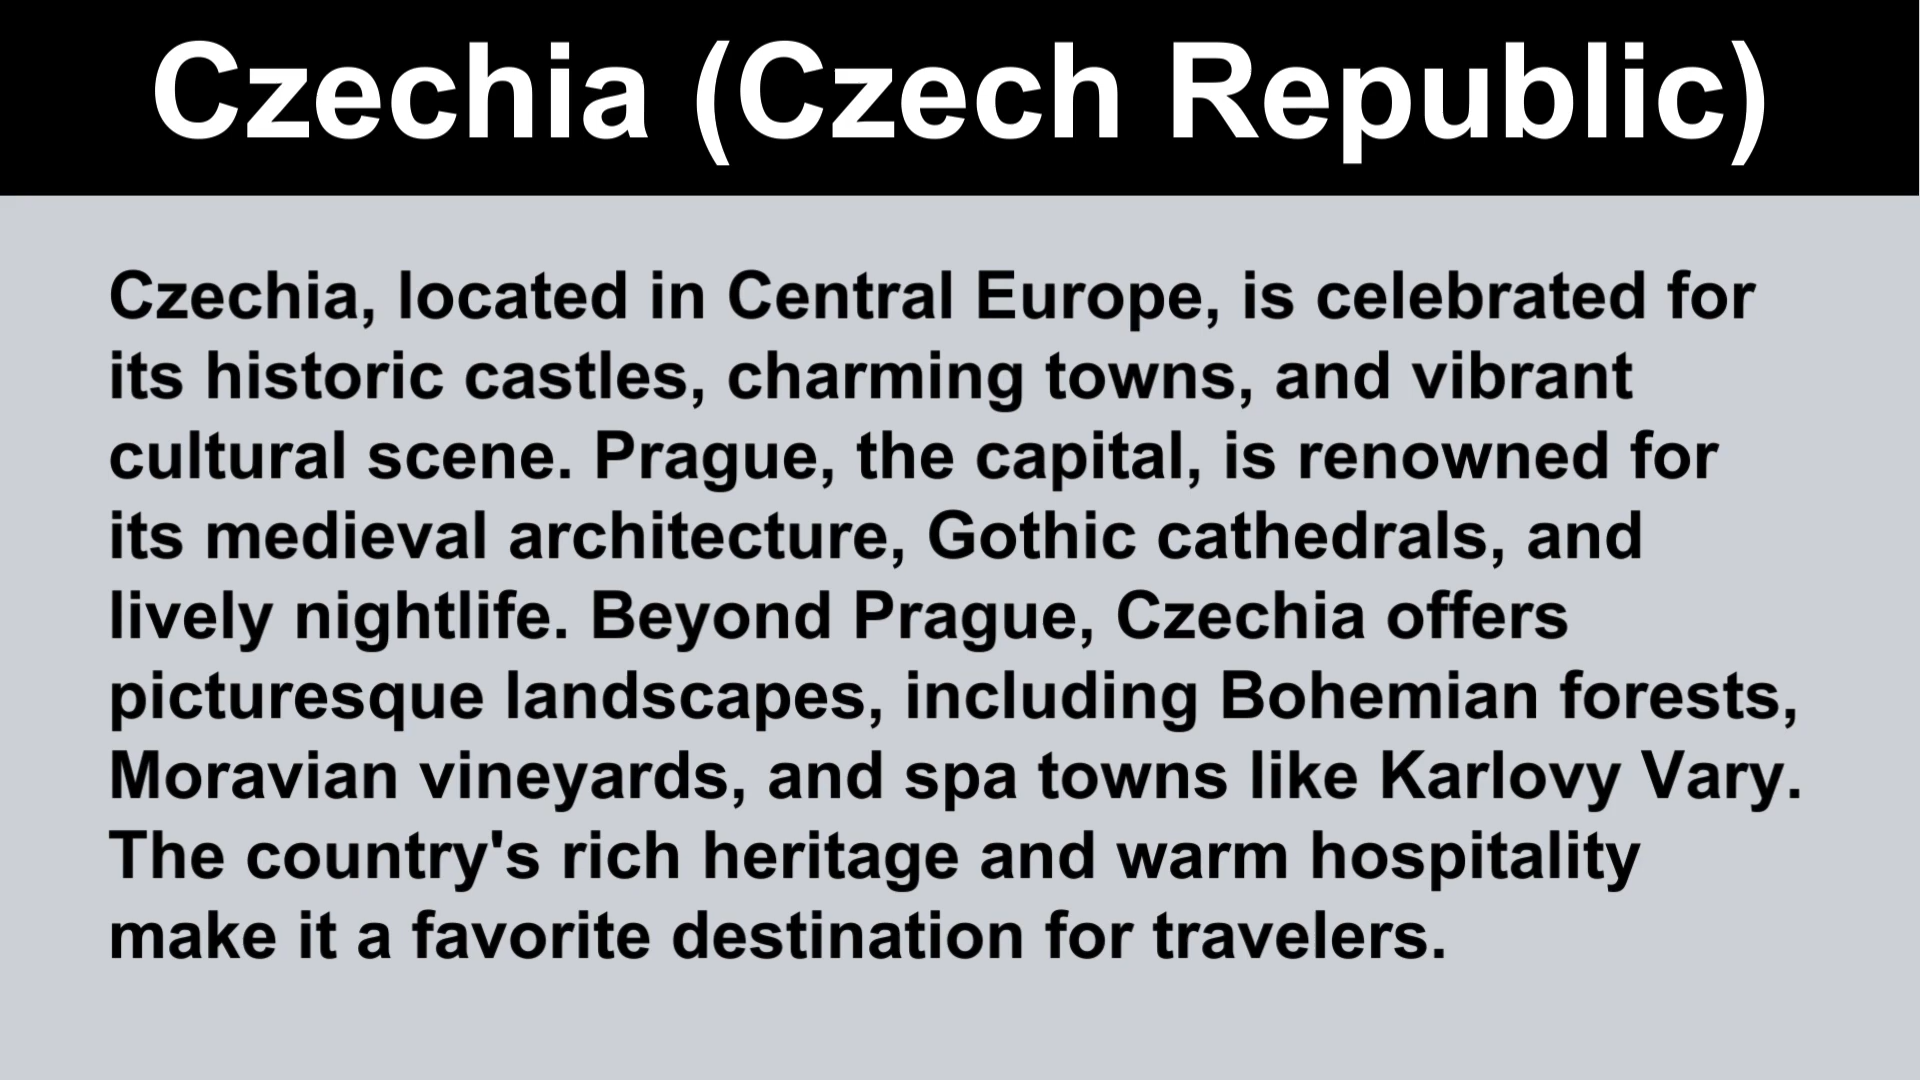 Czechia (Czech Republic)
Czechia, located in Central Europe, is celebrated for
its historic castles, charming towns, and vibrant
cultural scene. Prague, the capital, is renowned for
its medieval architecture, Gothic cathedrals, and
lively nightlife. Beyond Prague, Czechia offers
picturesque landscapes, including Bohemian forests,
Moravian vineyards, and spa towns like Karlovy Vary.
The country's rich heritage and warm hospitality
make it a favorite destination for travelers.